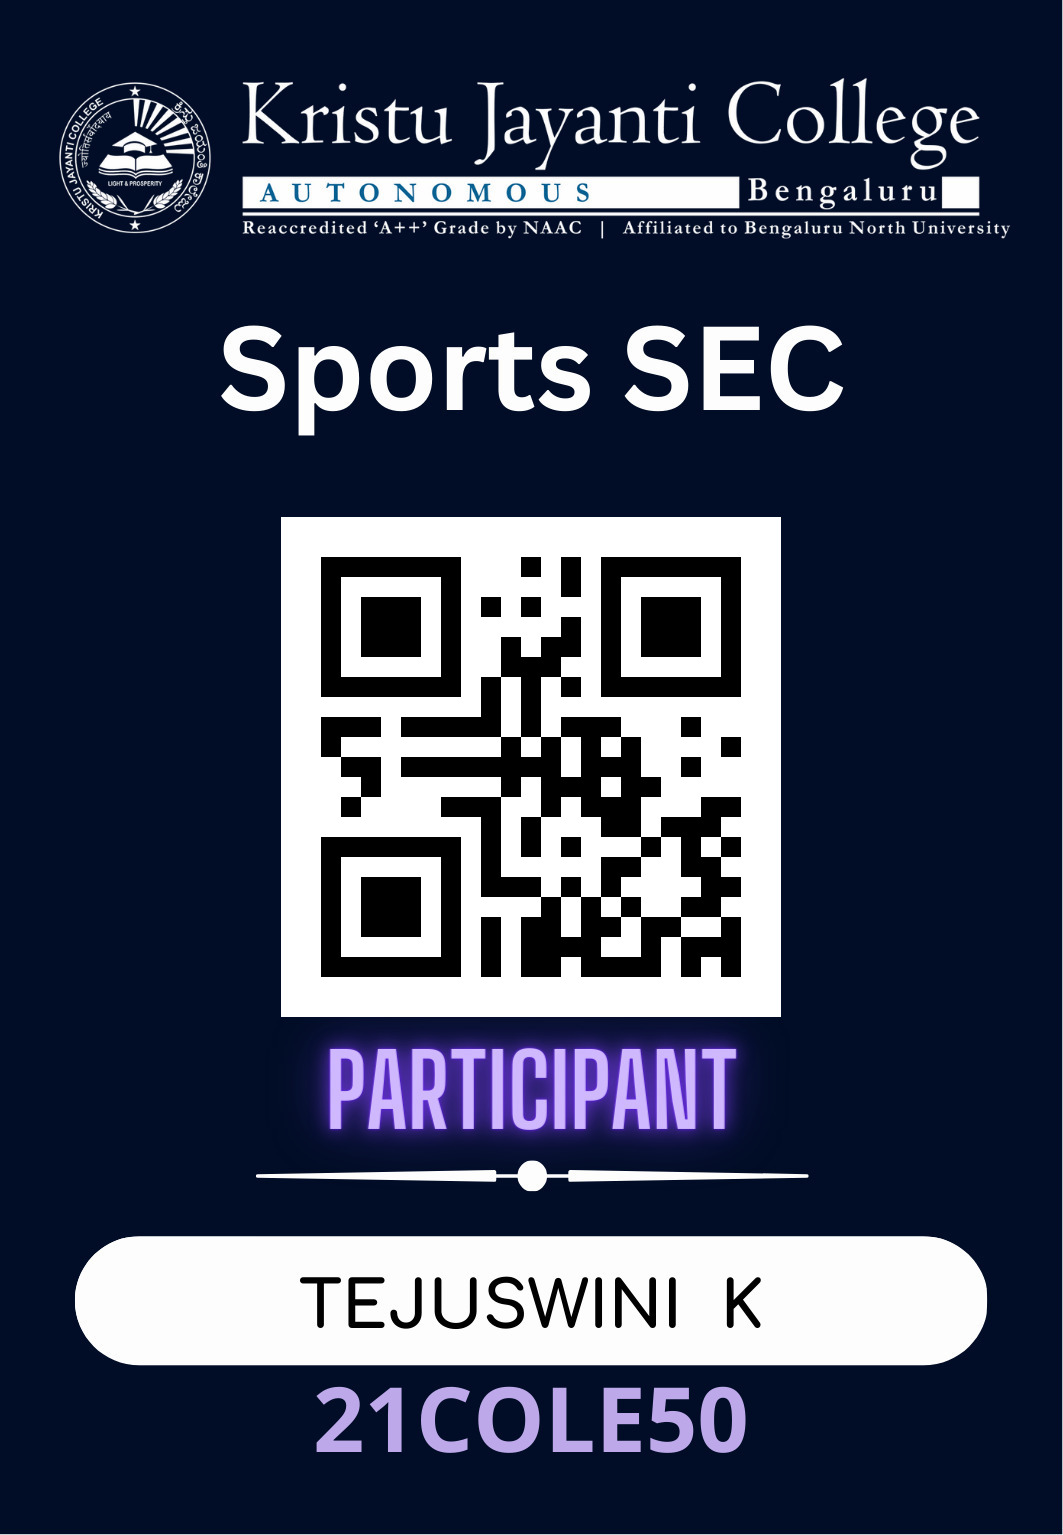 KRISTU JAYANTI COLLEGE
ಕ್ರಿಸ್ತು ಜಯಂತಿ ಕಾಲೇಜು
LIGHT & PROSPERITY
Kristu Jayanti College
AUTONOMOUS Bengaluru
Reaccredited ‘A++’ Grade by NAAC | Affiliated to Bengaluru North University
Sports SEC
PARTICIPANT
TEJUSWINI K
21COLE50